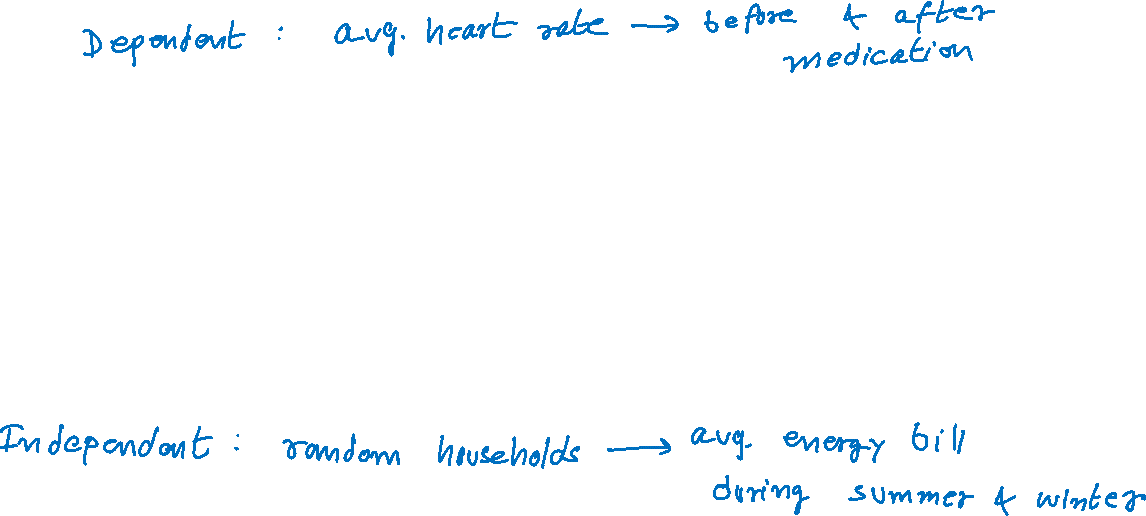 Dependent : avg. heart rate → before & after
medication
Independent : random households → avg. energy bill
during summer & winter